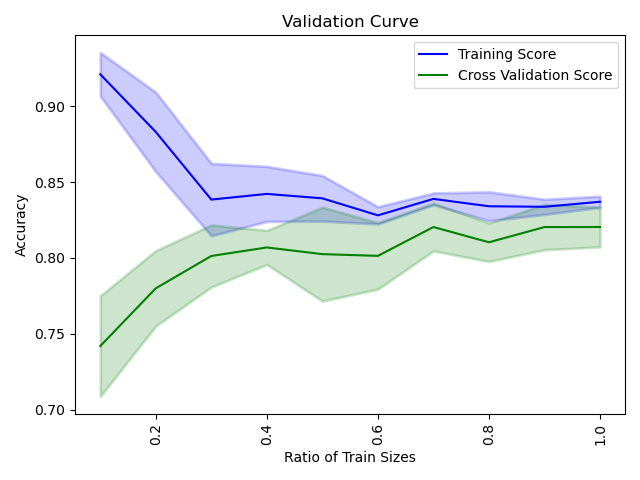 Validation Curve
Training Score
Cross Validation Score
0.90
0.85
0.80
0.75
0.70
Accuracy
0.2
0.4
0.6
0.8
1.0
Ratio of Train Sizes